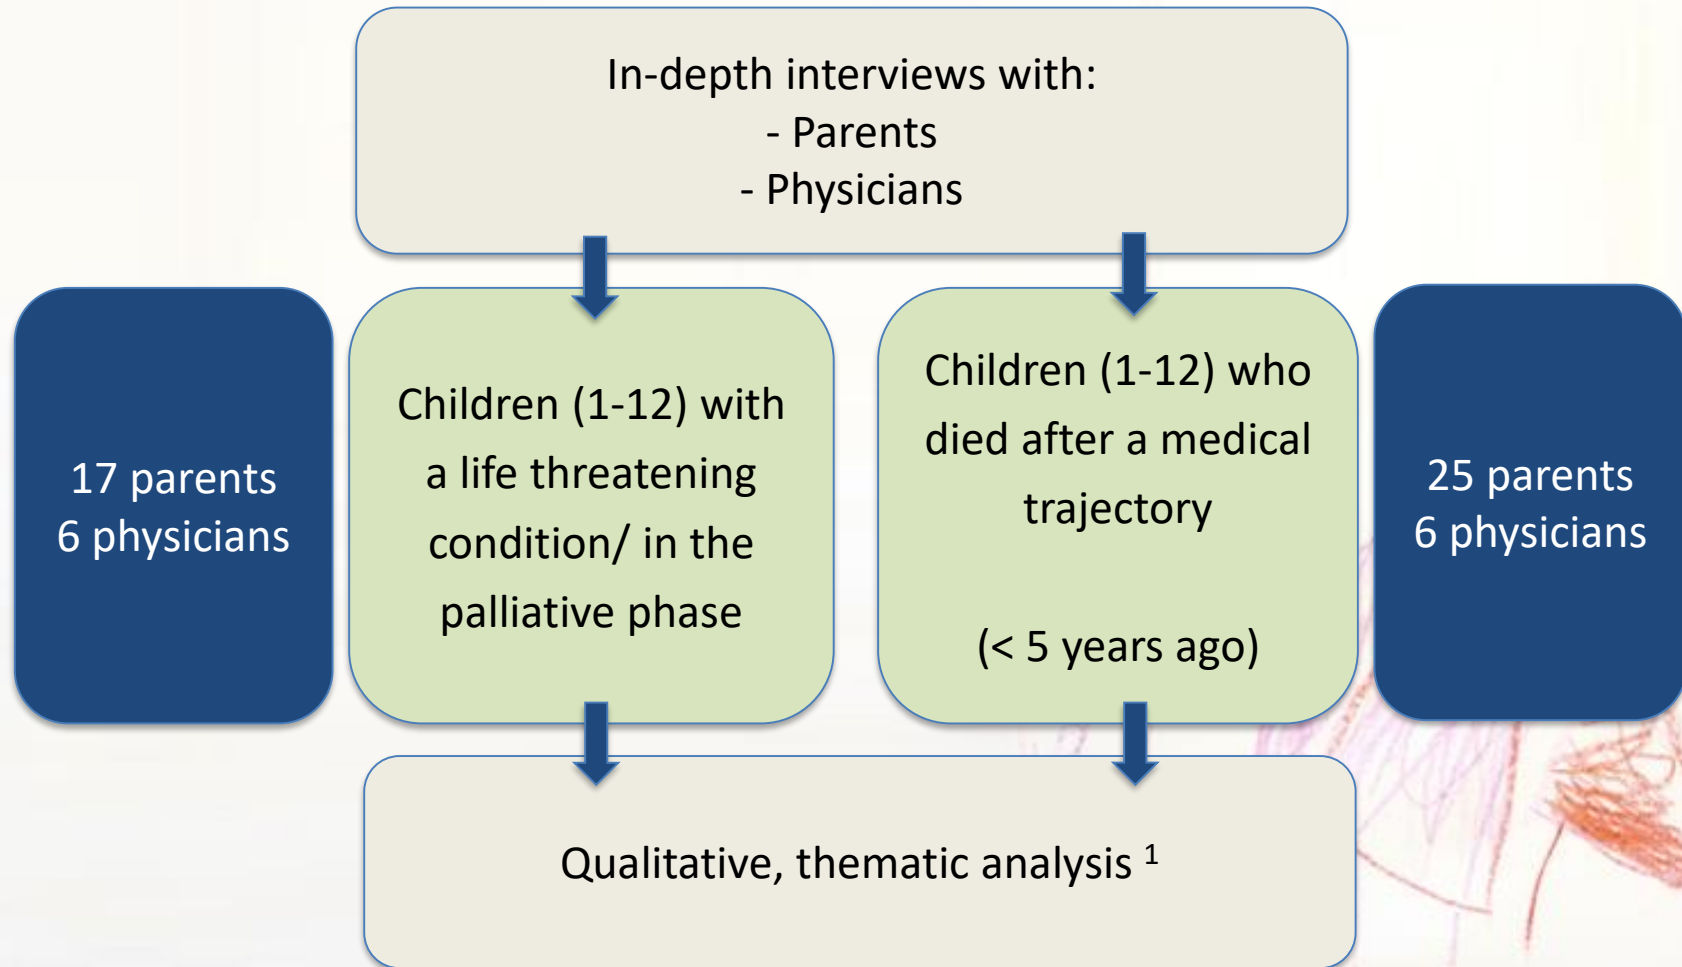 In-depth interviews with:
- Parents
- Physicians
17 parents
6 physicians
Children (1-12) with
a life threatening
condition/ in the
palliative phase
Children (1-12) who
died after a medical
trajectory
(< 5 years ago)
25 parents
6 physicians
Qualitative, thematic analysis 1